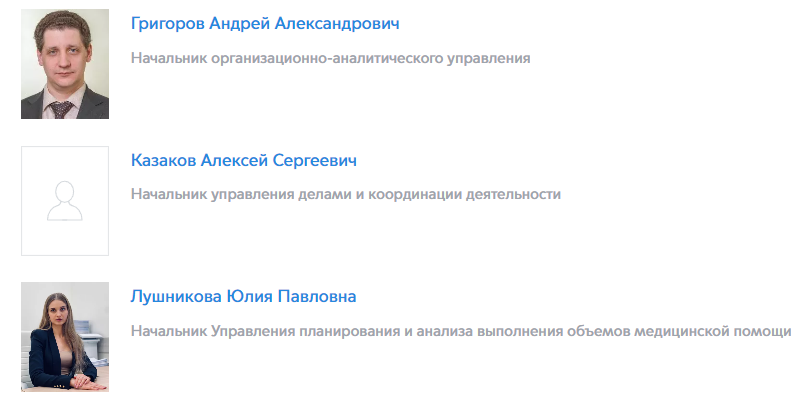 Григоров Андрей Александрович
Начальник организационно-аналитического управления
Казаков Алексей Сергеевич
Начальник управления делами и координации деятельности
Лушникова Юлия Павловна
Начальник Управления планирования и анализа выполнения объемов медицинской помощи